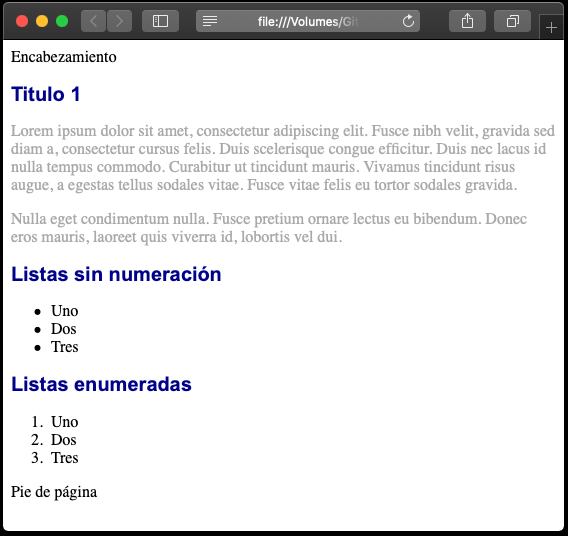 file:///Volumes/Git
Encabezamiento
Titulo 1
Lorem ipsum dolor sit amet, consectetur adipiscing elit. Fusce nibh velit, gravida sed
diam a, consectetur cursus felis. Duis scelerisque congue efficitur. Duis nec lacus id
nulla tempus commodo. Curabitur ut tincidunt mauris. Vivamus tincidunt risus
augue, a egestas tellus sodales vitae. Fusce vitae felis eu tortor sodales gravida.
Nulla eget condimentum nulla. Fusce pretium ornare lectus eu bibendum. Donec
eros mauris, laoreet quis viverra id, lobortis vel dui.
Listas sin numeración
• Uno
• Dos
• Tres
Listas enumeradas
1. Uno
2. Dos
3. Tres
Pie de página